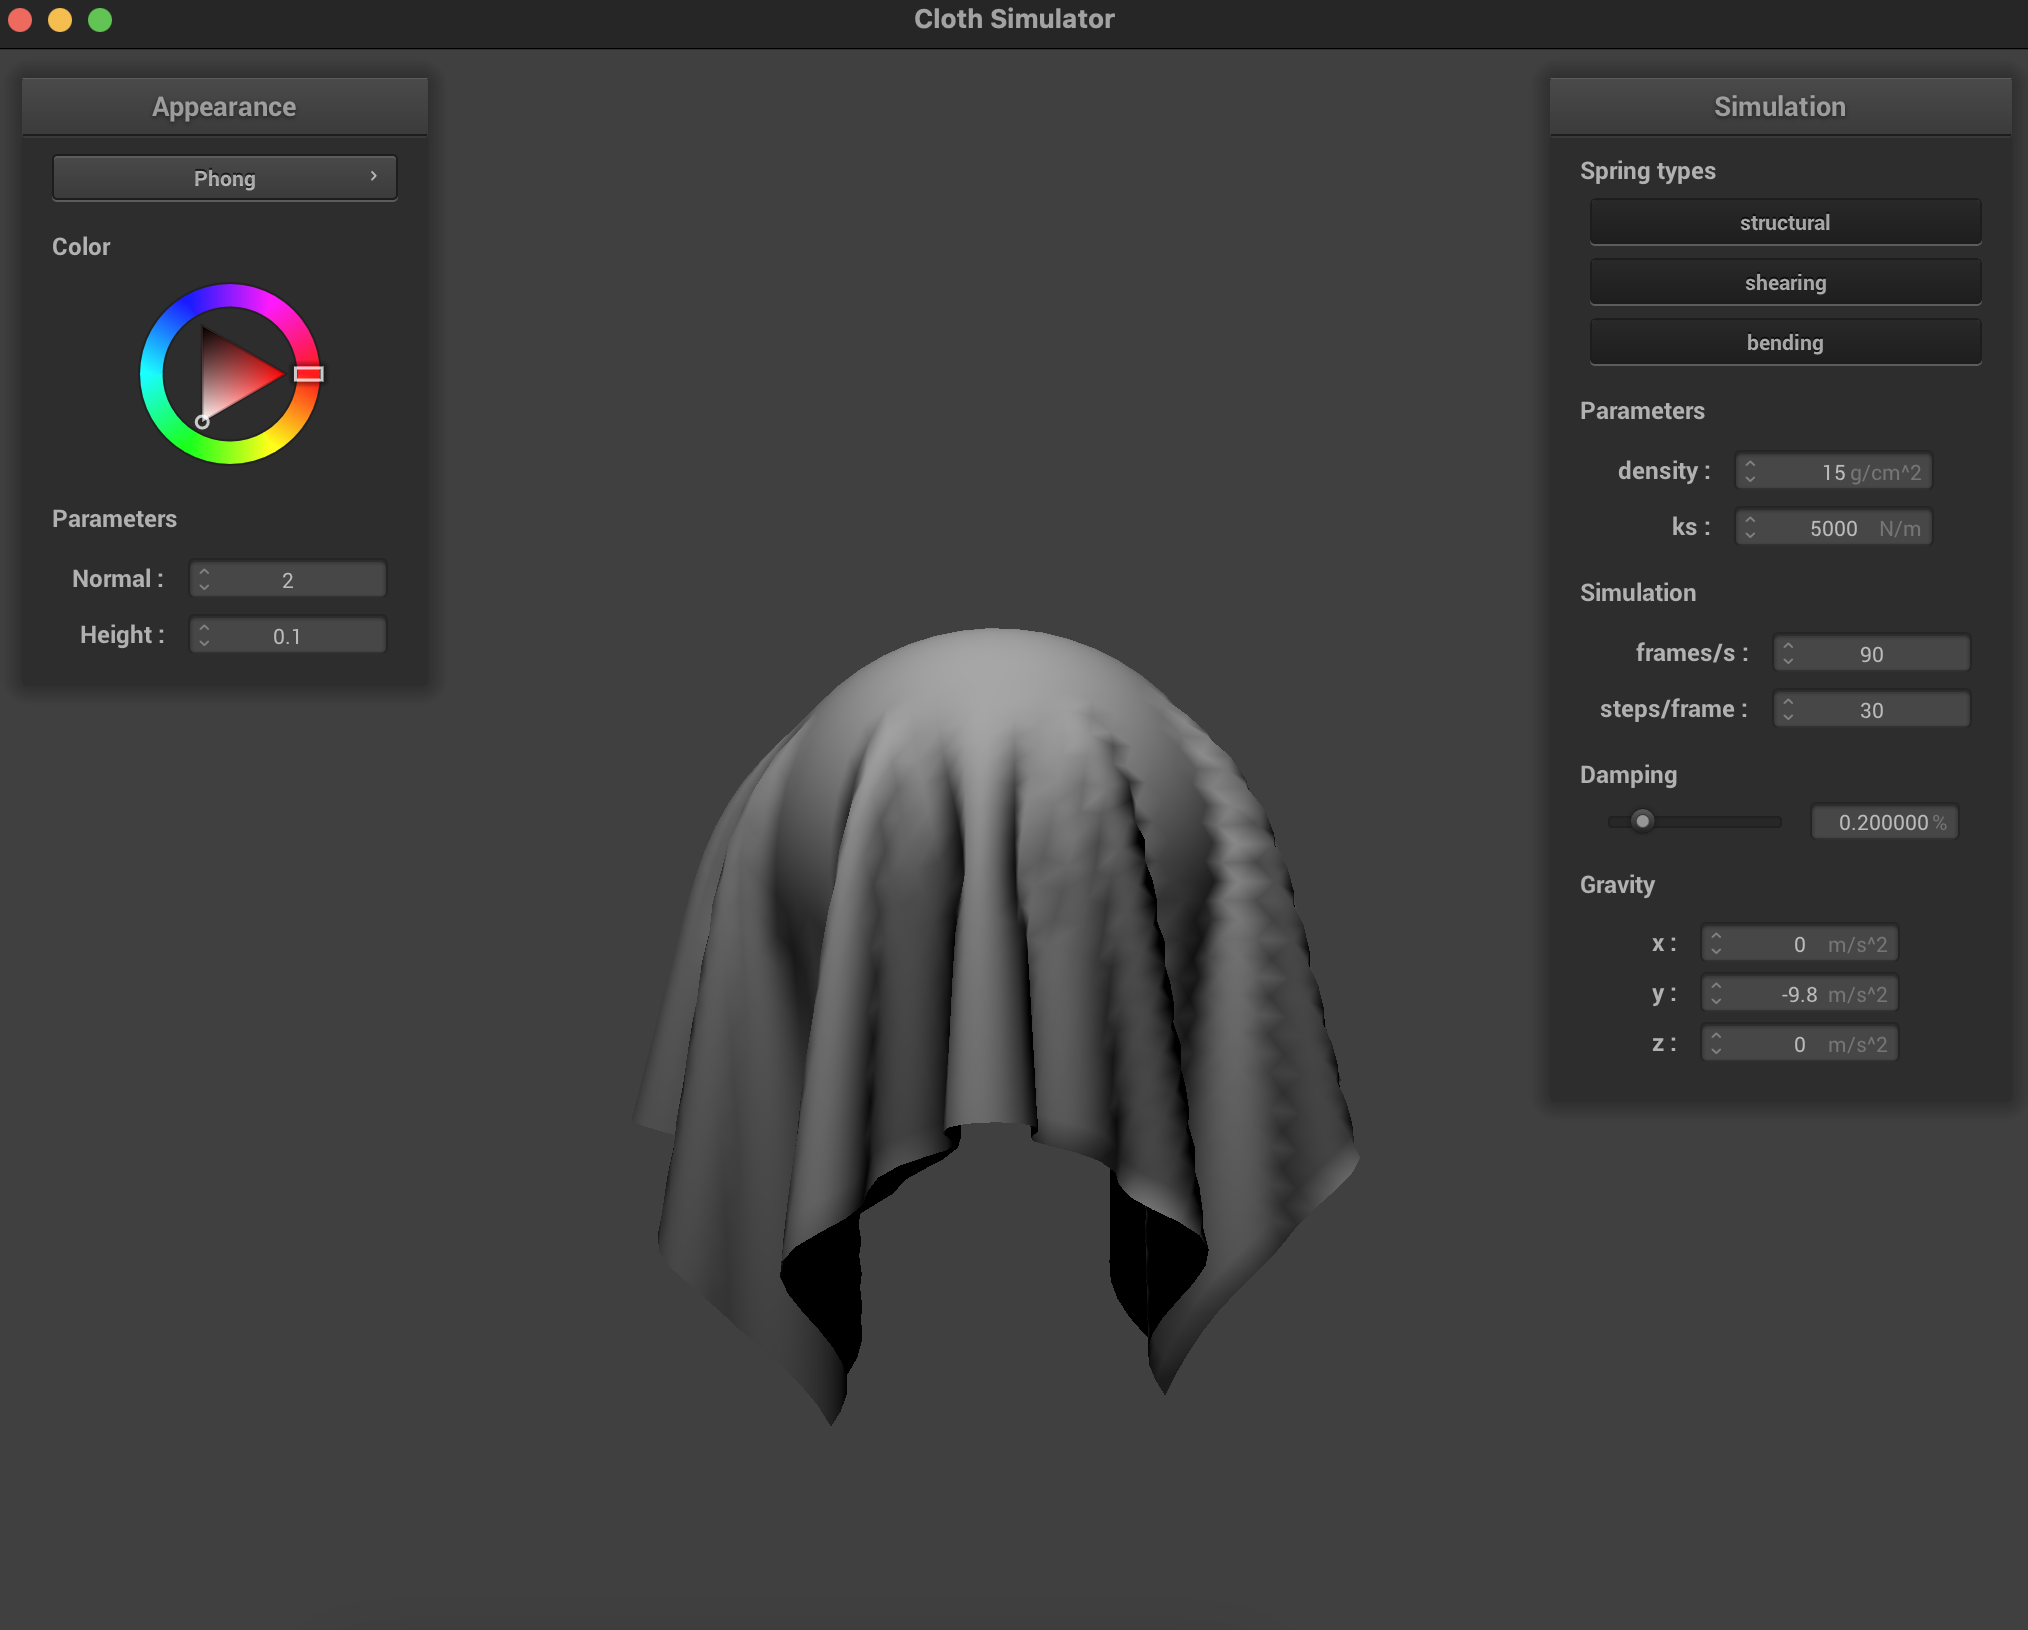 Cloth Simulator
Appearance
Phong
Color
Parameters
Normal : 2
Height : 0.1
Simulation
Spring types
structural
shearing
bending
Parameters
density : 15 g/cm^2
ks : 5000 N/m
Simulation
frames/s : 90
steps/frame : 30
Damping
0.200000 %
Gravity
x : 0 m/s^2
y : -9.8 m/s^2
z : 0 m/s^2